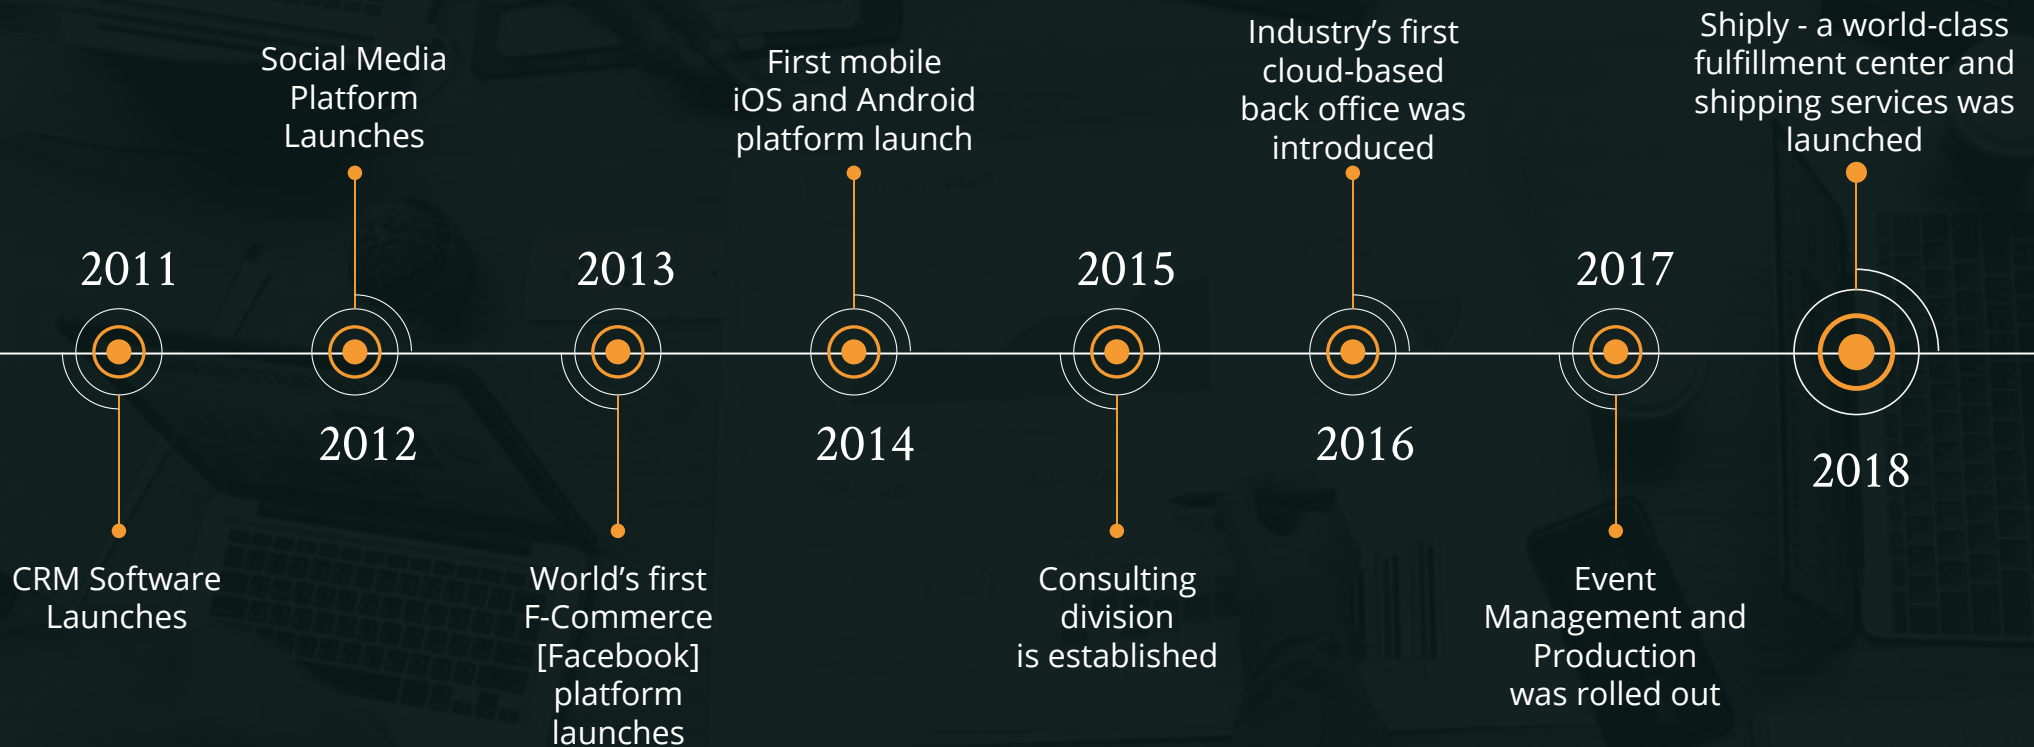 2011
CRM Software
Launches
Social Media
Platform
Launches
2012
2013
World’s first
F-Commerce
[Facebook]
platform
launches
First mobile
iOS and Android
platform launch
2014
2015
Consulting
division
is established
Industry’s first
cloud-based
back office was
introduced
2016
2017
Event
Management and
Production
was rolled out
Shiply - a world-class
fulfillment center and
shipping services was
launched
2018